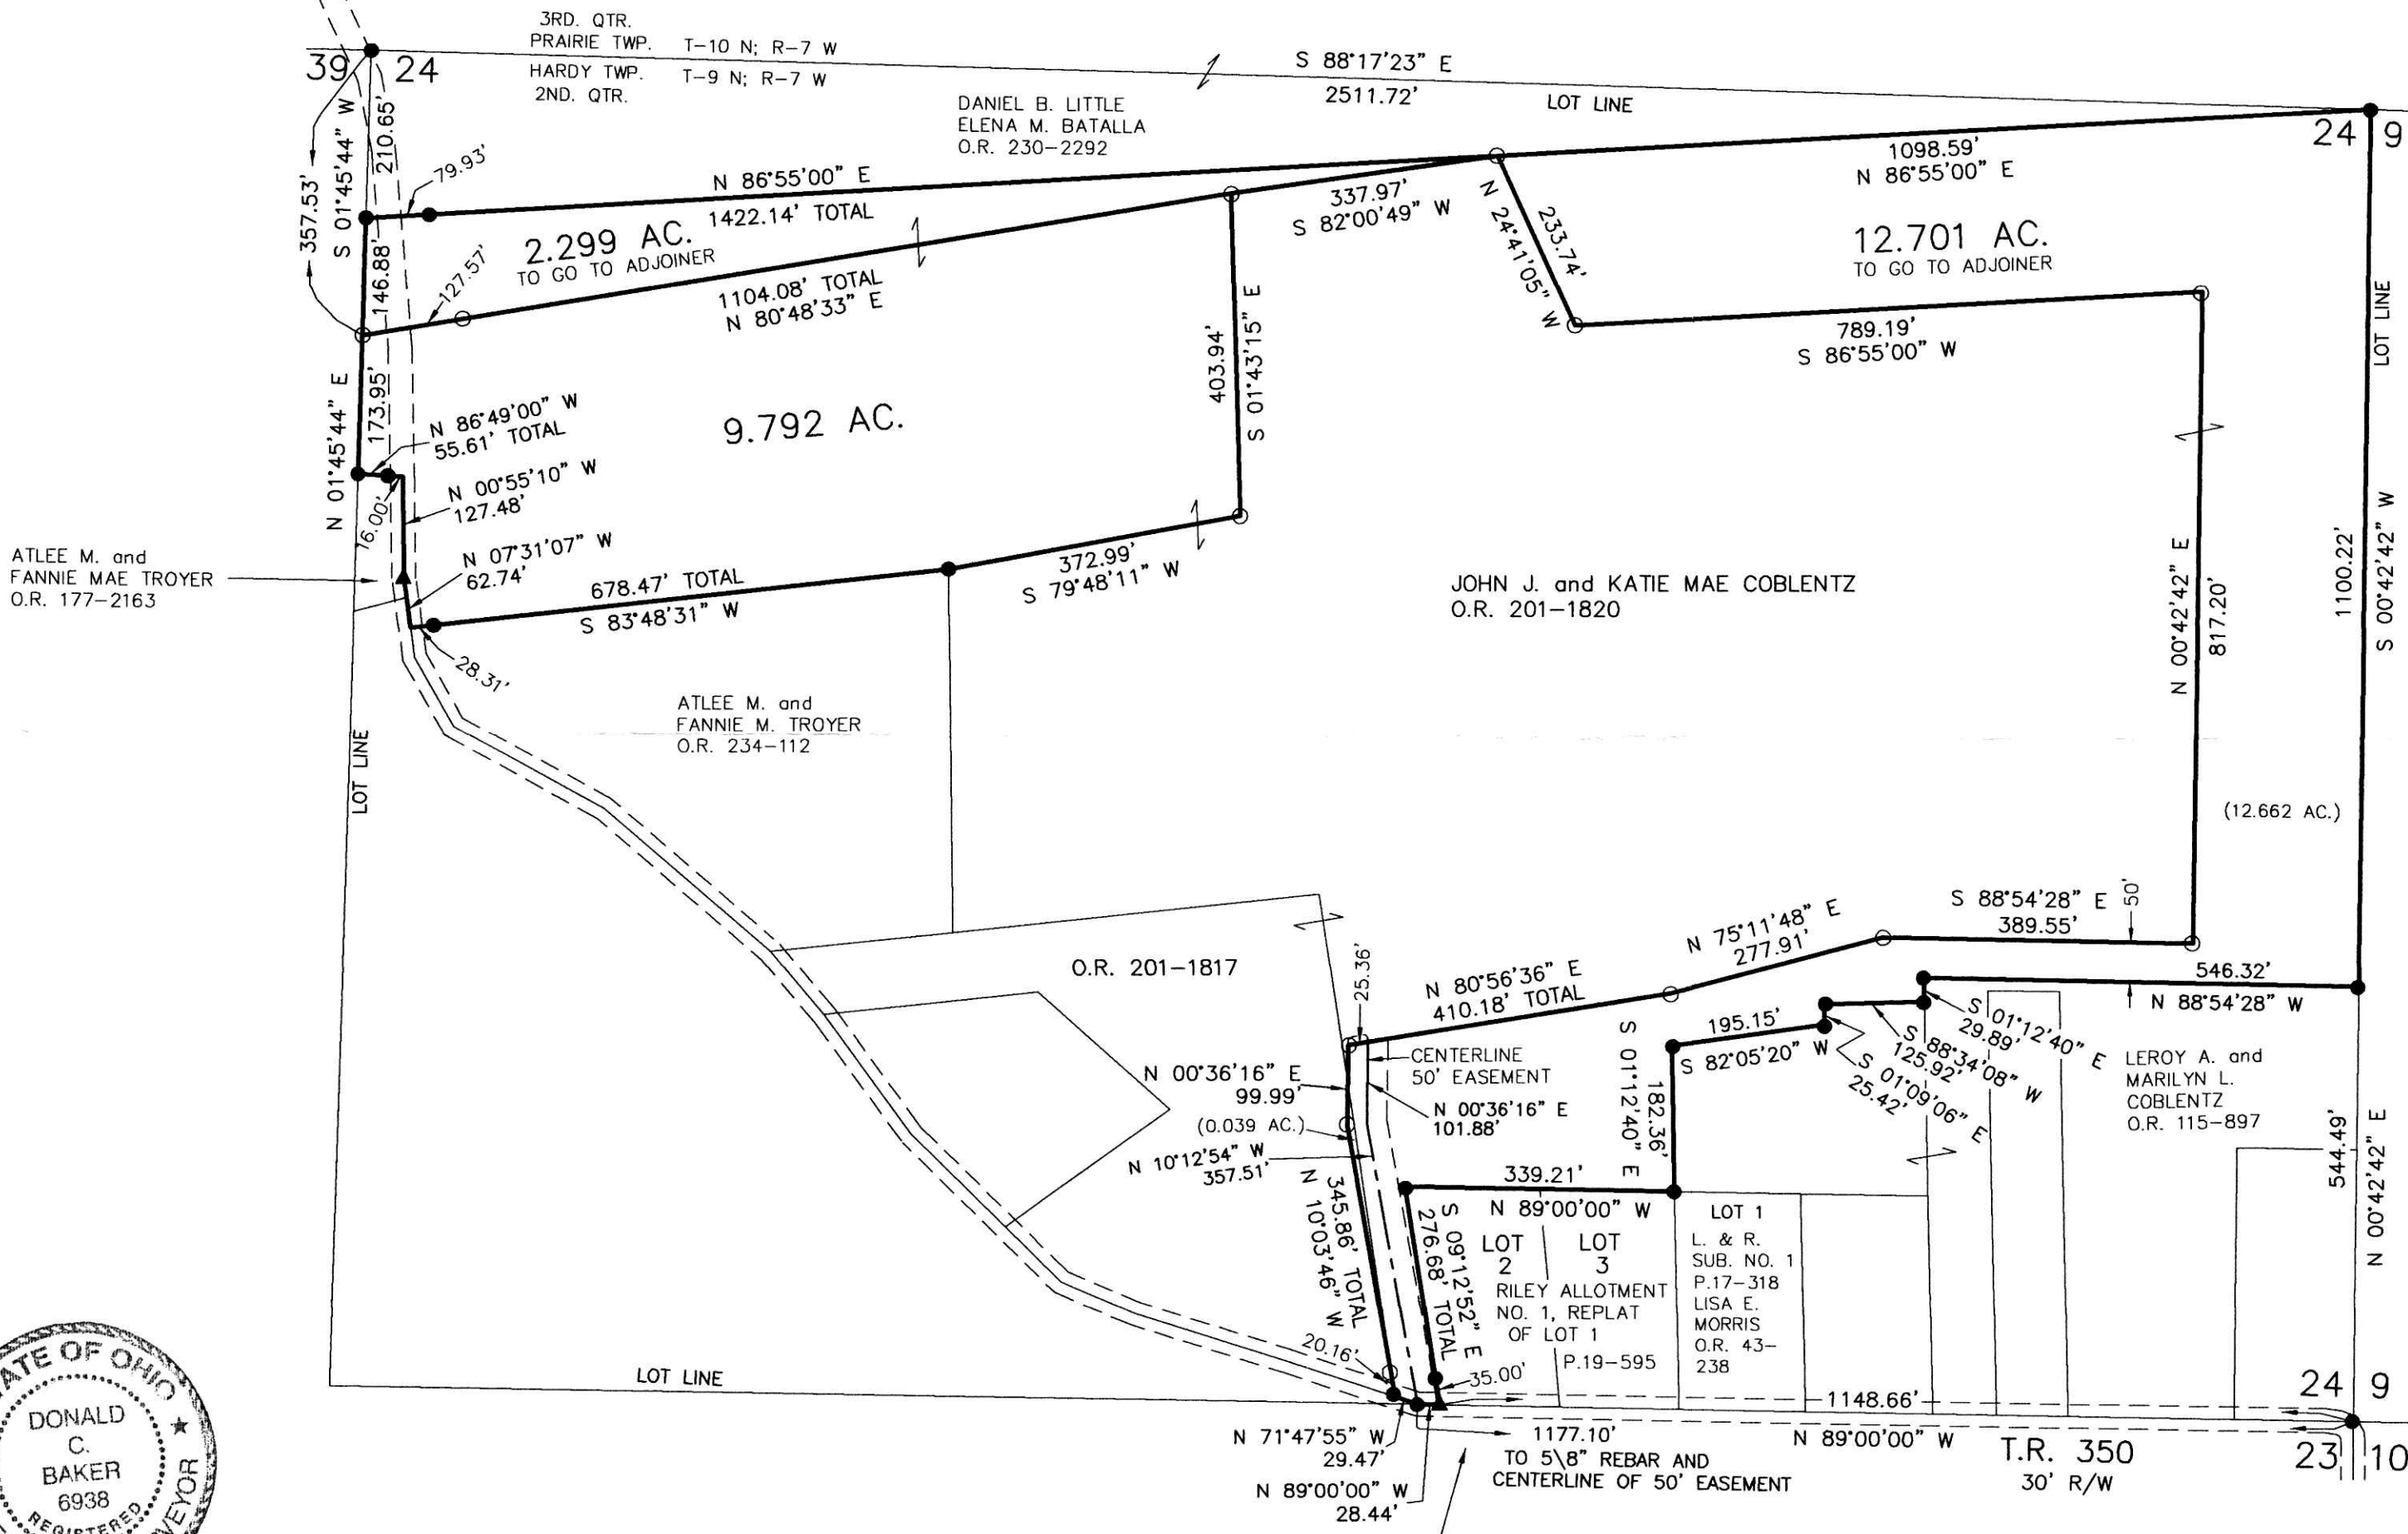 3RD. QTR.
PRAIRIE TWP. T-10 N; R-7 W
HARDY TWP. T-9 N; R-7 W
2ND. QTR.
39 24
S 88°17'23" E
2511.72'
LOT LINE
24 9
DANIEL B. LITTLE
ELENA M. BATALLA
O.R. 230-2292
357.53'
S 01°45'44" W
210.65'
79.93'
N 86°55'00" E
1422.14' TOTAL
2.299 AC.
TO GO TO ADJOINER
146.88'
127.57'
1104.08' TOTAL
N 80°48'33" E
337.97'
S 82°00'49" W
N 24°41'05" W
233.74'
1098.59'
N 86°55'00" E
12.701 AC.
TO GO TO ADJOINER
789.19'
S 86°55'00" W
LOT LINE
403.94'
S 01°43'15" E
9.792 AC.
N 01°45'44" E
173.95'
N 86°49'00" W
55.61' TOTAL
16.00'
N 00°55'10" W
127.48'
N 07°31'07" W
62.74'
ATLEE M. and
FANNIE MAE TROYER
O.R. 177-2163
678.47' TOTAL
S 83°48'31" W
372.99'
S 79°48'11" W
28.31'
JOHN J. and KATIE MAE COBLENTZ
O.R. 201-1820
N 00°42'42" E
817.20'
1100.22'
S 00°42'42" W
ATLEE M. and
FANNIE M. TROYER
O.R. 234-112
LOT LINE
(12.662 AC.)
S 88°54'28" E
389.55'
50'
N 75°11'48" E
277.91'
O.R. 201-1817
25.36'
N 80°56'36" E
410.18' TOTAL
546.32'
N 88°54'28" W
S 01°12'40" E
29.89'
S 88°34'08" W
125.92'
S 01°09'06" E
25.42'
195.15'
S 82°05'20" W
S 01°12'40" E
182.36'
CENTERLINE
50' EASEMENT
N 00°36'16" E
99.99'
N 00°36'16" E
101.88'
(0.039 AC.)
N 10°12'54" W
357.51'
LEROY A. and
MARILYN L.
COBLENTZ
O.R. 115-897
544.49'
N 00°42'42" E
339.21'
N 89°00'00" W
345.86' TOTAL
N 10°03'46" W
S 09°12'52" E
276.68' TOTAL
LOT
2
LOT
3
RILEY ALLOTMENT
NO. 1, REPLAT
OF LOT 1
P.19-595
LOT 1
L. & R.
SUB. NO. 1
P.17-318
LISA E.
MORRIS
O.R. 43-
238
20.16'
35.00'
LOT LINE
1148.66'
24 9
N 71°47'55" W
29.47'
N 89°00'00" W
28.44'
1177.10'
TO 5\8" REBAR AND
CENTERLINE OF 50' EASEMENT
N 89°00'00" W
T.R. 350
30' R/W
23 10
ATE OF OHIO
DONALD
C.
BAKER
6938
REGISTERED
VEYOR